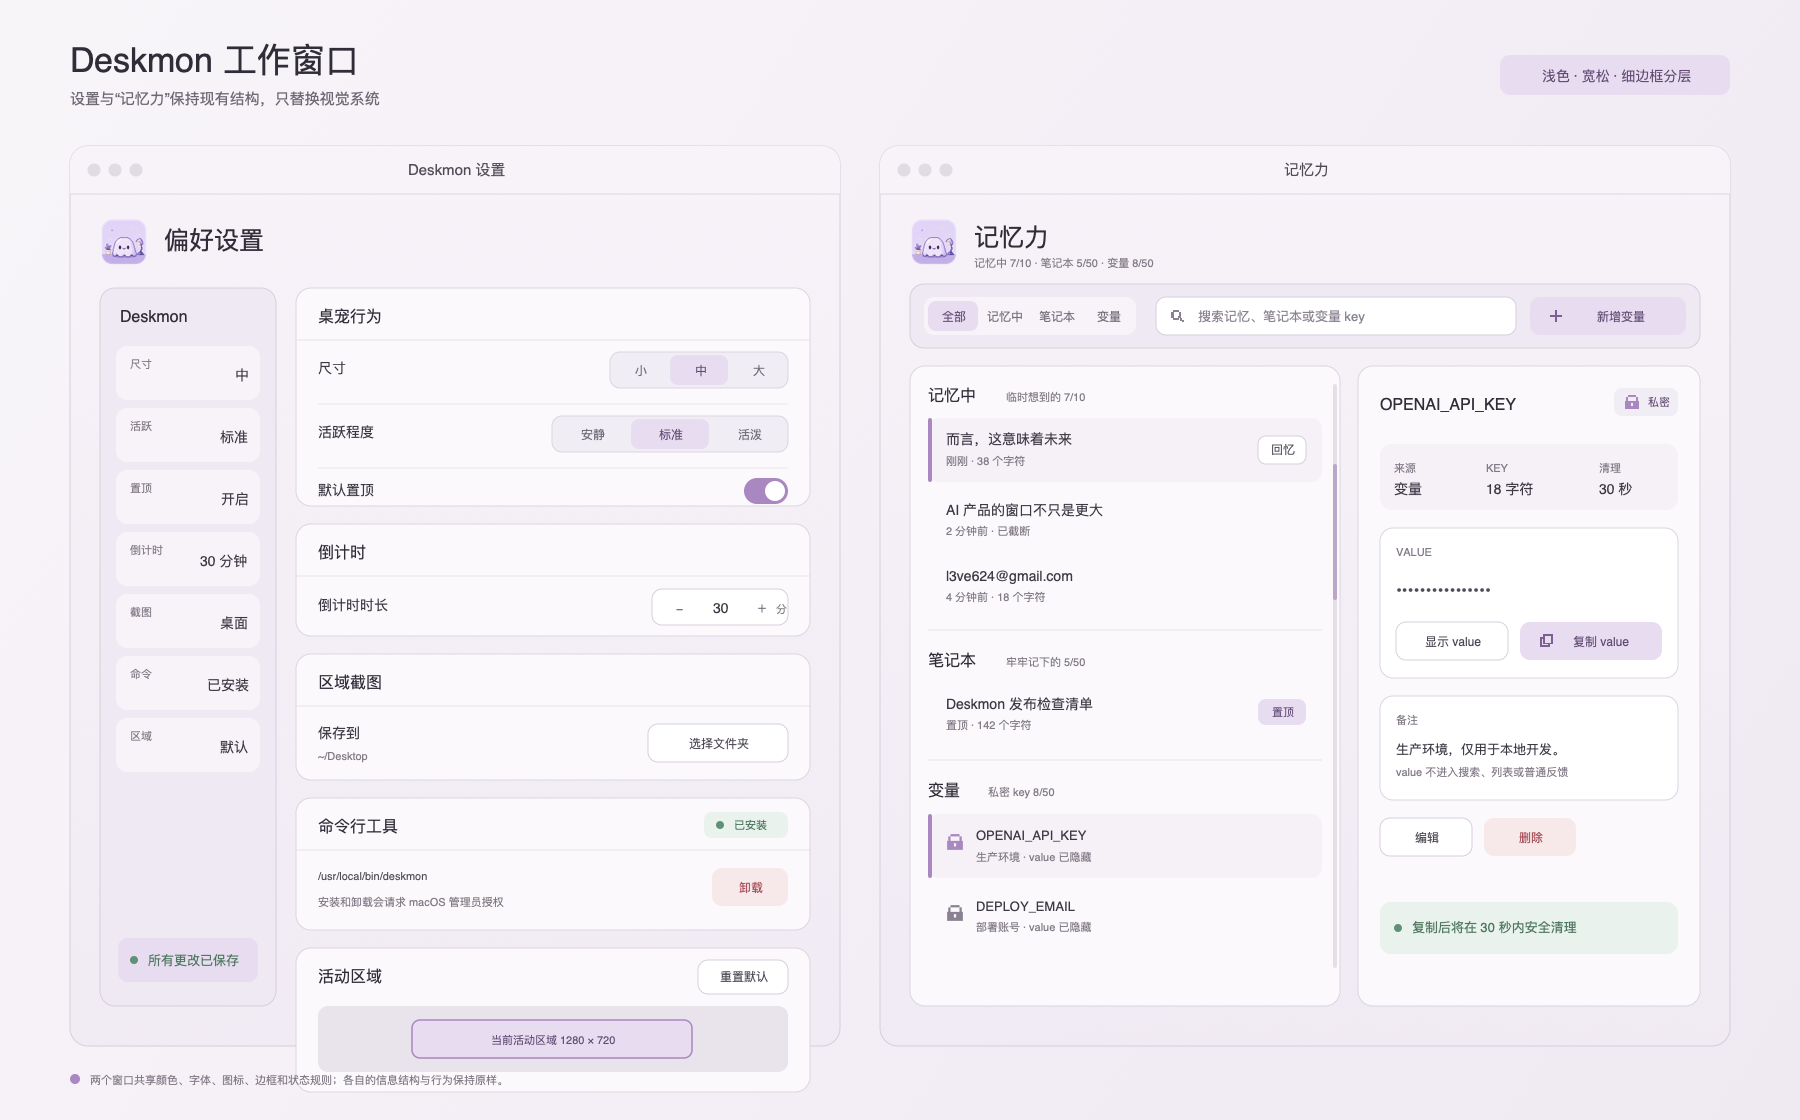 Deskmon 工作窗口
设置与“记忆力”保持现有结构，只替换视觉系统
浅色 · 宽松 · 细边框分层
Deskmon 设置
偏好设置
Deskmon
尺寸
中
活跃
标准
置顶
开启
倒计时
30 分钟
截图
桌面
命令
已安装
区域
默认
所有更改已保存
桌宠行为
尺寸
小 中 大
活跃程度
安静 标准 活泼
默认置顶
倒计时
倒计时时长
− 30 + 分
区域截图
保存到
~/Desktop
选择文件夹
命令行工具
已安装
/usr/local/bin/deskmon
安装和卸载会请求 macOS 管理员授权
卸载
活动区域
重置默认
当前活动区域 1280 × 720
两个窗口共享颜色、字体、图标、边框和状态规则；各自的信息结构与行为保持原样。
记忆力
记忆力
记忆中 7/10 · 笔记本 5/50 · 变量 8/50
全部 记忆中 笔记本 变量
搜索记忆、笔记本或变量 key
+ 新增变量
记忆中 临时想到的 7/10
而言，这意味着未来
刚刚 · 38 个字符
回忆
AI 产品的窗口不只是更大
2 分钟前 · 已截断
l3ve624@gmail.com
4 分钟前 · 18 个字符
笔记本 牢牢记下的 5/50
Deskmon 发布检查清单
置顶 · 142 个字符
置顶
变量 私密 key 8/50
OPENAI_API_KEY
生产环境 · value 已隐藏
DEPLOY_EMAIL
部署账号 · value 已隐藏
OPENAI_API_KEY
私密
来源 KEY 清理
变量 18 字符 30 秒
VALUE
••••••••••••••••
显示 value
复制 value
备注
生产环境，仅用于本地开发。
value 不进入搜索、列表或普通反馈
编辑
删除
复制后将在 30 秒内安全清理